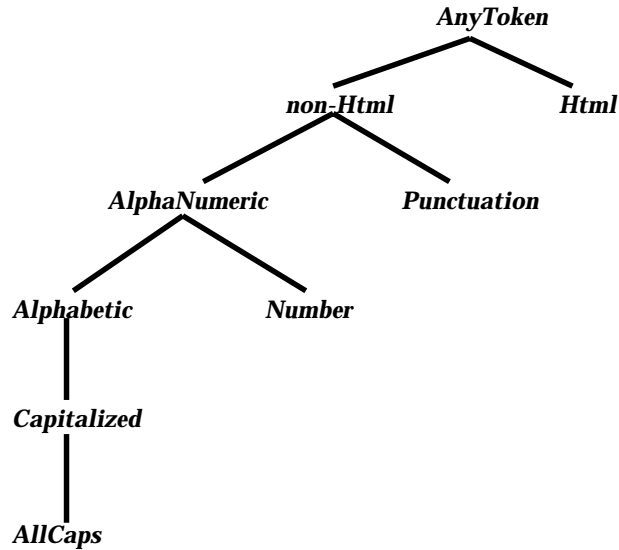 AnyToken
non-Html
Html
AlphaNumeric
Punctuation
Alphabetic
Number
Capitalized
AllCaps